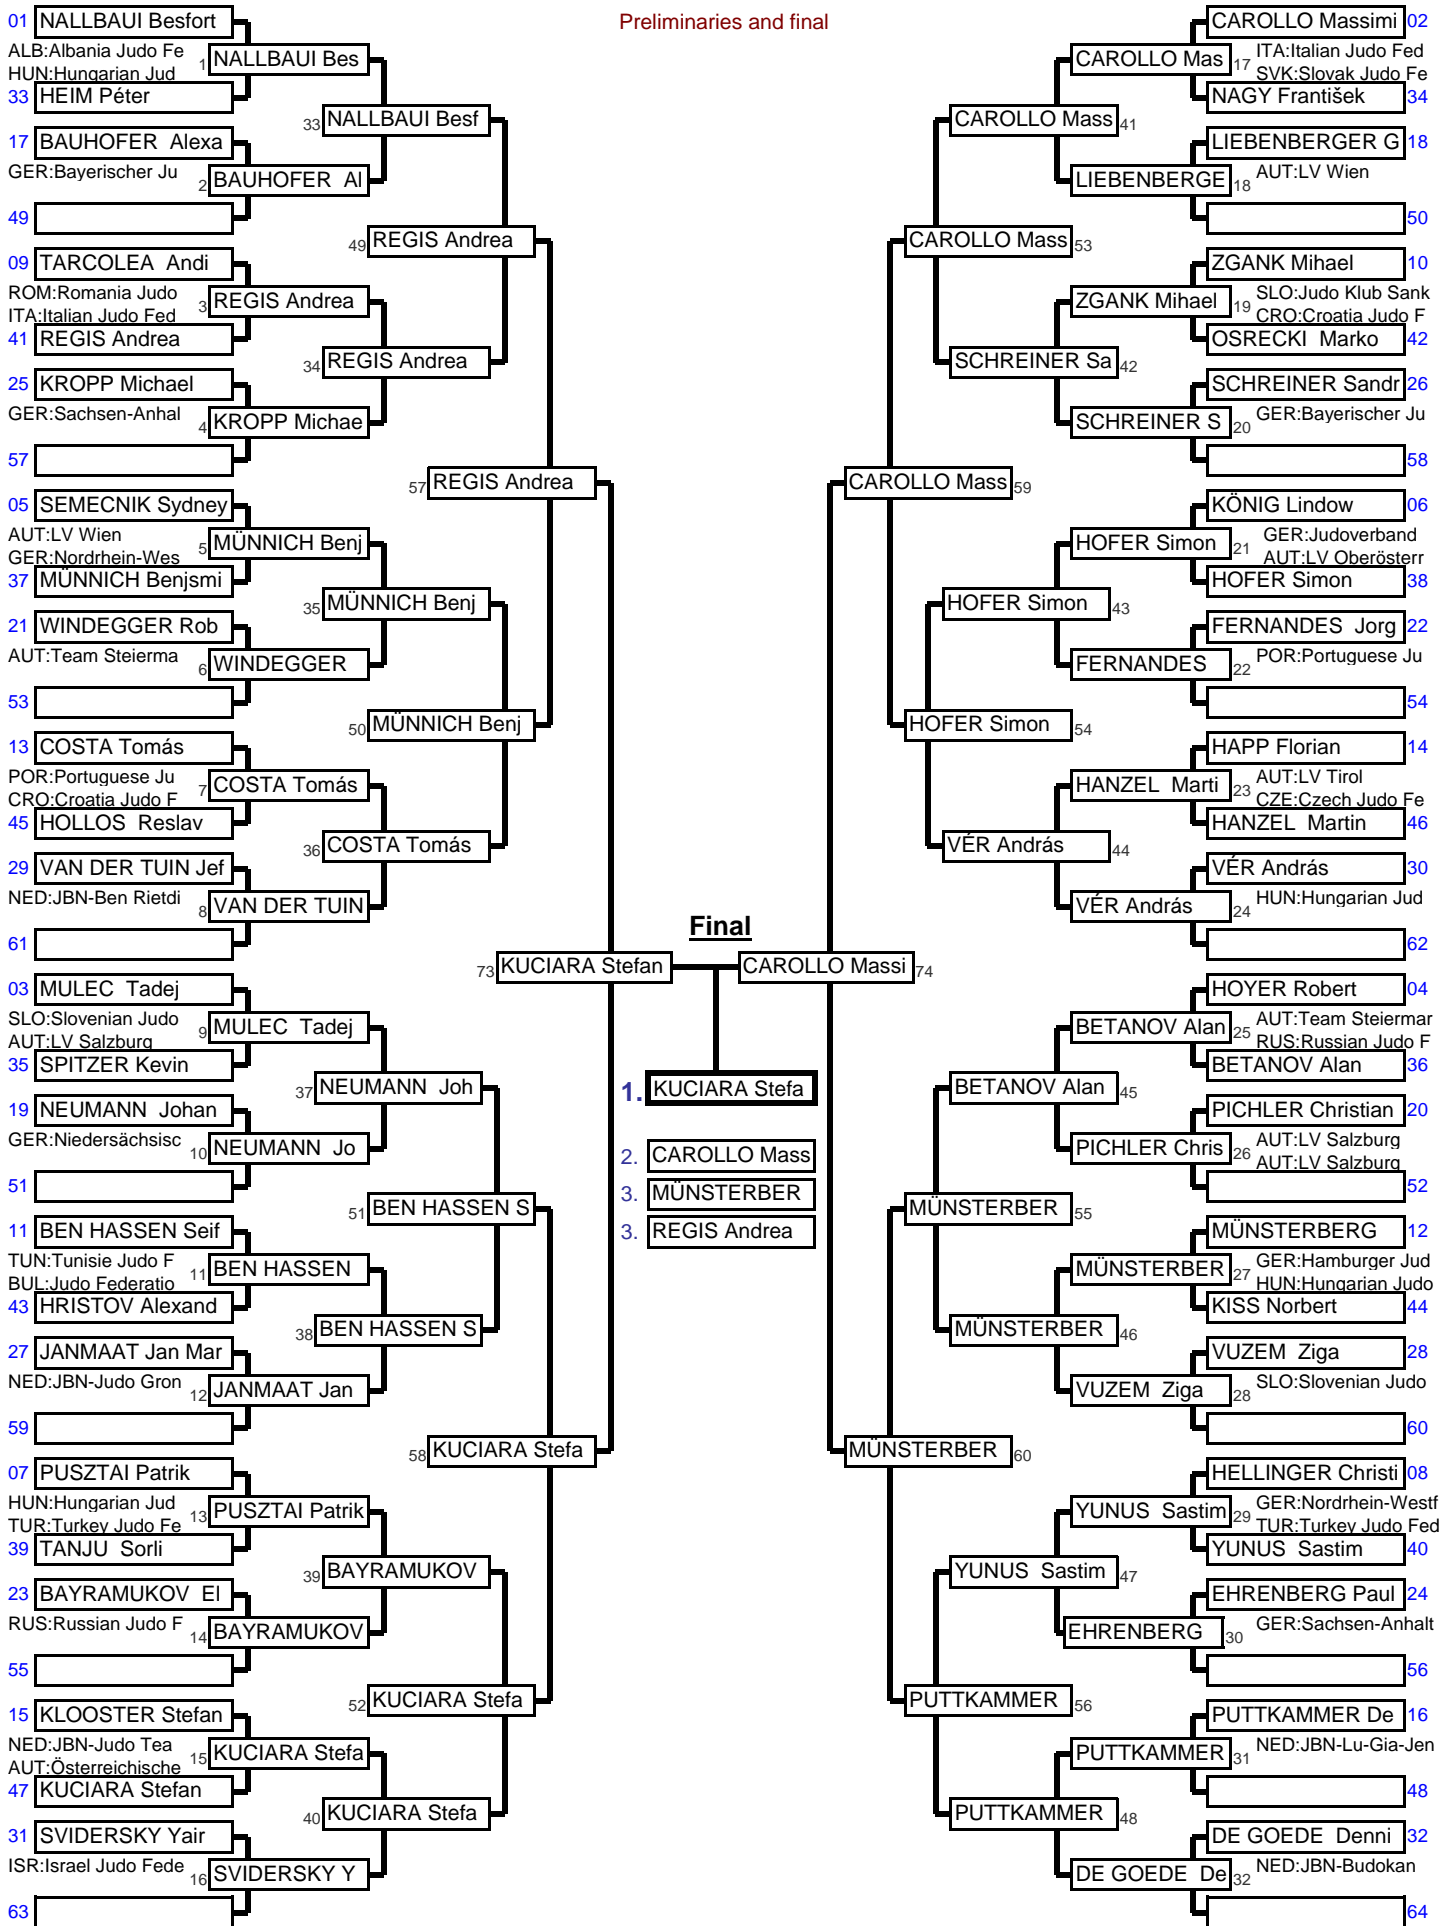 Preliminaries and final
01 NALLBAUI Besfort
ALB:Albania Judo Fe
HUN:Hungarian Jud
1 NALLBAUI Bes
33 HEIM Péter
33 NALLBAUI Besf
17 BAUHOFER Alexa
GER:Bayerischer Ju
2 BAUHOFER Al
49
49 REGIS Andrea
09 TARCOLEA Andi
ROM:Romania Judo
ITA:Italian Judo Fed
3 REGIS Andrea
41 REGIS Andrea
34 REGIS Andrea
25 KROPP Michael
GER:Sachsen-Anhal
4 KROPP Michae
57
57 REGIS Andrea
05 SEMECNIK Sydney
AUT:LV Wien
GER:Nordrhein-Wes
5 MÜNNICH Benj
37 MÜNNICH Benjsmi
35 MÜNNICH Benj
21 WINDEGGER Rob
AUT:Team Steierma
6 WINDEGGER
53
50 MÜNNICH Benj
13 COSTA Tomás
POR:Portuguese Ju
CRO:Croatia Judo F
7 COSTA Tomás
45 HOLLOS Reslav
36 COSTA Tomás
29 VAN DER TUIN Jef
NED:JBN-Ben Rietdi
8 VAN DER TUIN
61
73 KUCIARA Stefan
03 MULEC Tadej
SLO:Slovenian Judo
AUT:LV Salzburg
9 MULEC Tadej
35 SPITZER Kevin
37 NEUMANN Joh
19 NEUMANN Johan
GER:Niedersächsisc
10 NEUMANN Jo
51
51 BEN HASSEN S
11 BEN HASSEN Seif
TUN:Tunisie Judo F
BUL:Judo Federatio
11 BEN HASSEN
43 HRISTOV Alexand
38 BEN HASSEN S
27 JANMAAT Jan Mar
NED:JBN-Judo Gron
12 JANMAAT Jan
59
58 KUCIARA Stefa
07 PUSZTAI Patrik
HUN:Hungarian Jud
TUR:Turkey Judo Fe
13 PUSZTAI Patrik
39 TANJU Sorli
39 BAYRAMUKOV
23 BAYRAMUKOV El
RUS:Russian Judo F
14 BAYRAMUKOV
55
52 KUCIARA Stefa
15 KLOOSTER Stefan
NED:JBN-Judo Tea
AUT:Österreichische
15 KUCIARA Stefa
47 KUCIARA Stefan
40 KUCIARA Stefa
31 SVIDERSKY Yair
ISR:Israel Judo Fede
16 SVIDERSKY Y
63
Final
1. KUCIARA Stefa
2. CAROLLO Mass
3. MÜNSTERBER
3. REGIS Andrea
CAROLLO Massimi 02
ITA:Italian Judo Fed
SVK:Slovak Judo Fe
CAROLLO Mas 17
NAGY František 34
CAROLLO Mass 41
LIEBENBERGER G 18
AUT:LV Wien
LIEBENBERGE 18
50
CAROLLO Mass 53
ZGANK Mihael 10
SLO:Judo Klub Sank
CRO:Croatia Judo F
ZGANK Mihael 19
OSRECKI Marko 42
SCHREINER Sa 42
SCHREINER Sandr 26
GER:Bayerischer Ju
SCHREINER S 20
58
CAROLLO Mass 59
KÖNIG Lindow 06
GER:Judoverband
AUT:LV Oberösterr
HOFER Simon 21
HOFER Simon 38
HOFER Simon 43
FERNANDES Jorg 22
POR:Portuguese Ju
FERNANDES 22
54
HOFER Simon 54
HAPP Florian 14
AUT:LV Tirol
CZE:Czech Judo Fe
HANZEL Marti 23
HANZEL Martin 46
VÉR András 44
VÉR András 30
HUN:Hungarian Jud
VÉR András 24
62
CAROLLO Massi 74
HOYER Robert 04
AUT:Team Steiermar
RUS:Russian Judo F
BETANOV Alan 25
BETANOV Alan 36
BETANOV Alan 45
PICHLER Christian 20
AUT:LV Salzburg
AUT:LV Salzburg
PICHLER Chris 26
52
MÜNSTERBER 55
MÜNSTERBERG 12
GER:Hamburger Jud
HUN:Hungarian Judo
MÜNSTERBER 27
KISS Norbert 44
MÜNSTERBER 46
VUZEM Ziga 28
SLO:Slovenian Judo
VUZEM Ziga 28
60
MÜNSTERBER 60
HELLINGER Christi 08
GER:Nordrhein-Westf
TUR:Turkey Judo Fed
YUNUS Sastim 29
YUNUS Sastim 40
YUNUS Sastim 47
EHRENBERG Paul 24
GER:Sachsen-Anhalt
EHRENBERG 30
56
PUTTKAMMER 56
PUTTKAMMER De 16
NED:JBN-Lu-Gia-Jen
PUTTKAMMER 31
48
PUTTKAMMER 48
DE GOEDE Denni 32
NED:JBN-Budokan
DE GOEDE De 32
64